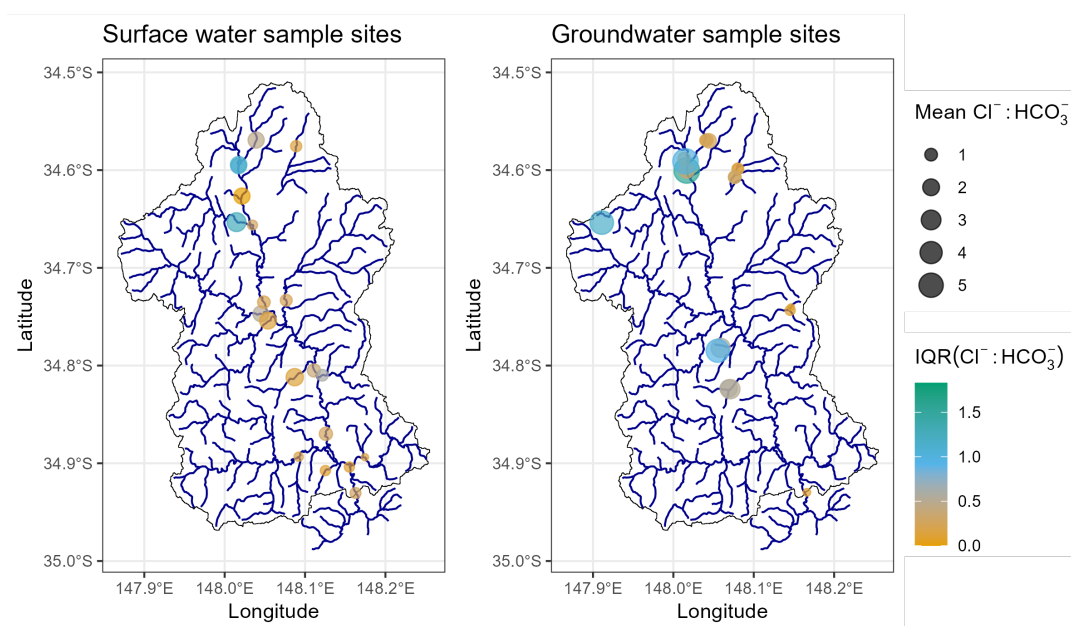 Surface water sample sites
Groundwater sample sites
34.5°S
34.6°S
34.7°S
34.8°S
34.9°S
35.0°S
Latitude
147.9°E 148.0°E 148.1°E 148.2°E
Longitude
34.5°S
34.6°S
34.7°S
34.8°S
34.9°S
35.0°S
Latitude
147.9°E 148.0°E 148.1°E 148.2°E
Longitude
Mean Cl⁻ : HCO₃⁻
1
2
3
4
5
IQR(Cl⁻ : HCO₃⁻)
1.5
1.0
0.5
0.0